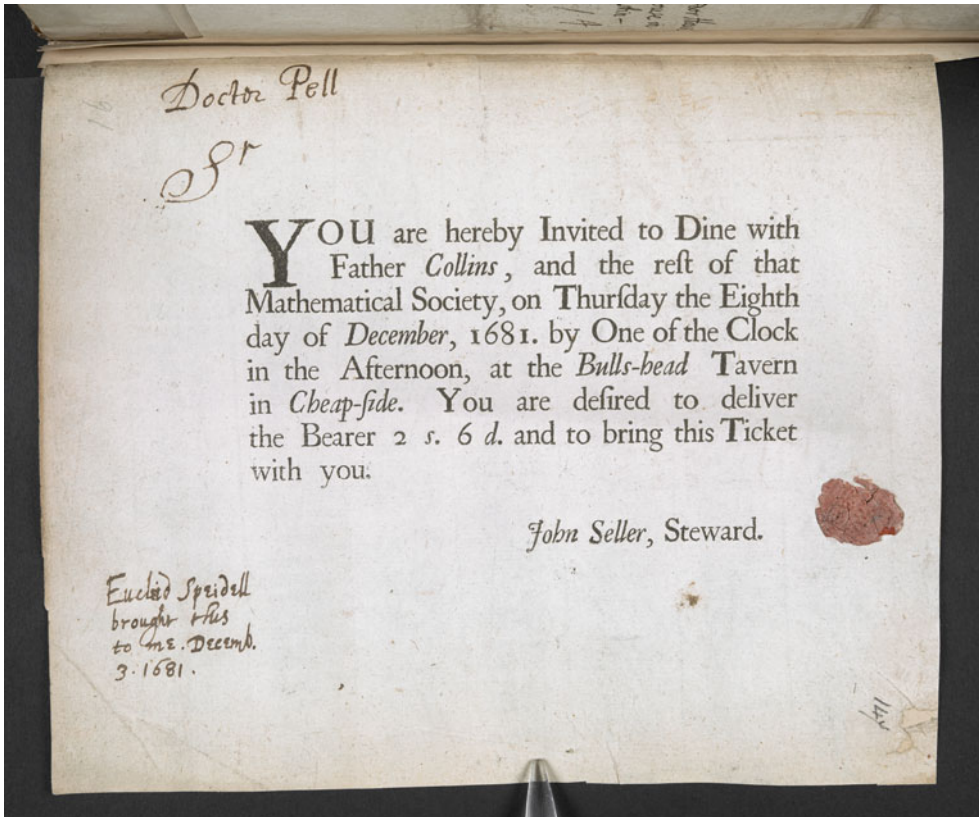 Doctor Pell
Sr
YOU are hereby Invited to Dine with
Father Collins, and the reſt of that
Mathematical Society, on Thurſday the Eighth
day of December, 1681. by One of the Clock
in the Afternoon, at the Bulls-head Tavern
in Cheap-ſide. You are deſired to deliver
the Bearer 2 s. 6 d. and to bring this Ticket
with you.
John Seller, Steward.
Euclid Speidell
brought this
to me. Decemb.
3. 1681.